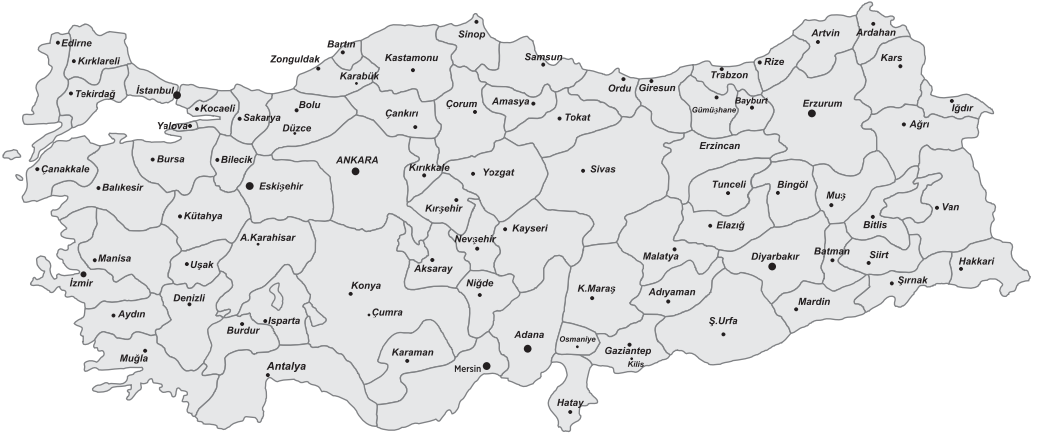 Edirne
Kırklareli
Tekirdağ
İstanbul
Kocaeli
Yalova
Sakarya
Zonguldak
Bartın
Karabük
Kastamonu
Sinop
Samsun
Bolu
Düzce
Çankırı
Çorum
Amasya
Tokat
Ordu
Giresun
Trabzon
Gümüşhane
Bayburt
Rize
Artvin
Ardahan
Kars
Iğdır
Ağrı
Erzurum
Erzincan
Çanakkale
Balıkesir
Bursa
Bilecik
Eskişehir
ANKARA
Kırıkkale
Yozgat
Sivas
Tunceli
Bingöl
Muş
Bitlis
Van
Kütahya
Kırşehir
Nevşehir
Kayseri
Elazığ
Malatya
Diyarbakır
Batman
Siirt
Hakkari
Şırnak
Manisa
İzmir
Uşak
A.Karahisar
Aksaray
Niğde
Konya
Çumra
K.Maraş
Adıyaman
Ş.Urfa
Mardin
Aydın
Denizli
Burdur
Isparta
Muğla
Antalya
Karaman
Mersin
Adana
Osmaniye
Gaziantep
Kilis
Hatay